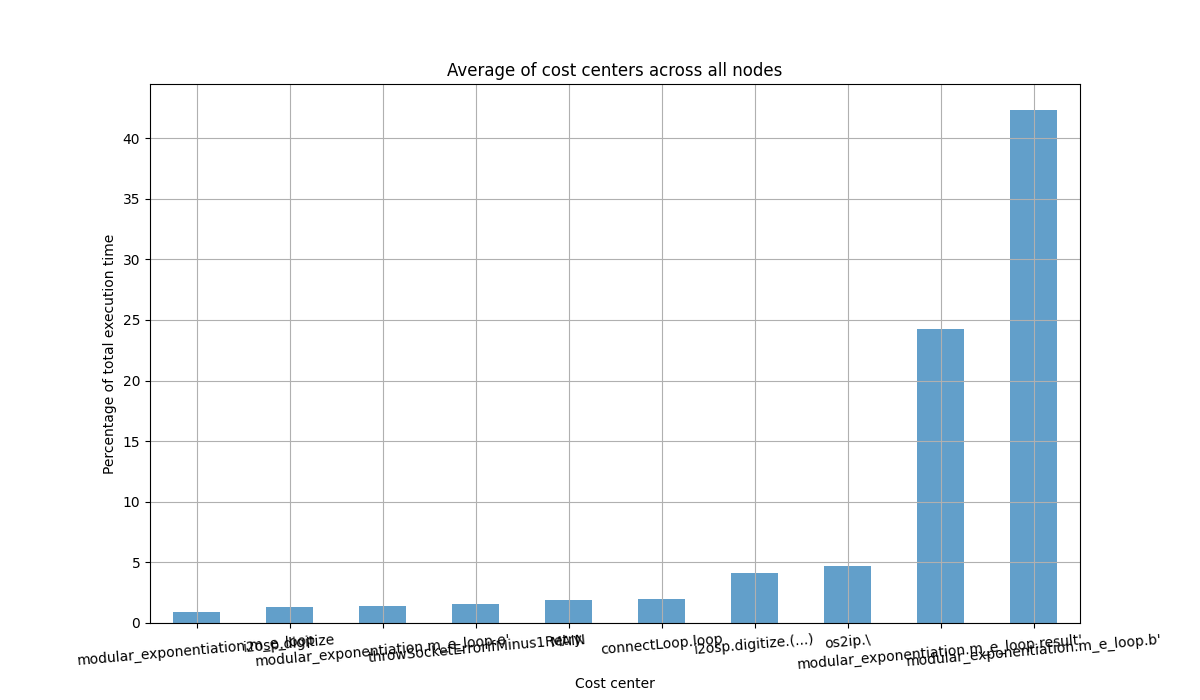 Average of cost centers across all nodes
Percentage of total execution time
40
35
30
25
20
15
10
5
0
modular_exponentiation.m_e_loop
i2osp.digitize
modular_exponentiation.m_e_loop.e'
throwSocketErrorIfMinus1Retry
connectLoop.loop
i2osp.digitize.(...)
os2ip.\
modular_exponentiation.m_e_loop.result'
modular_exponentiation.m_e_loop.b'
Cost center